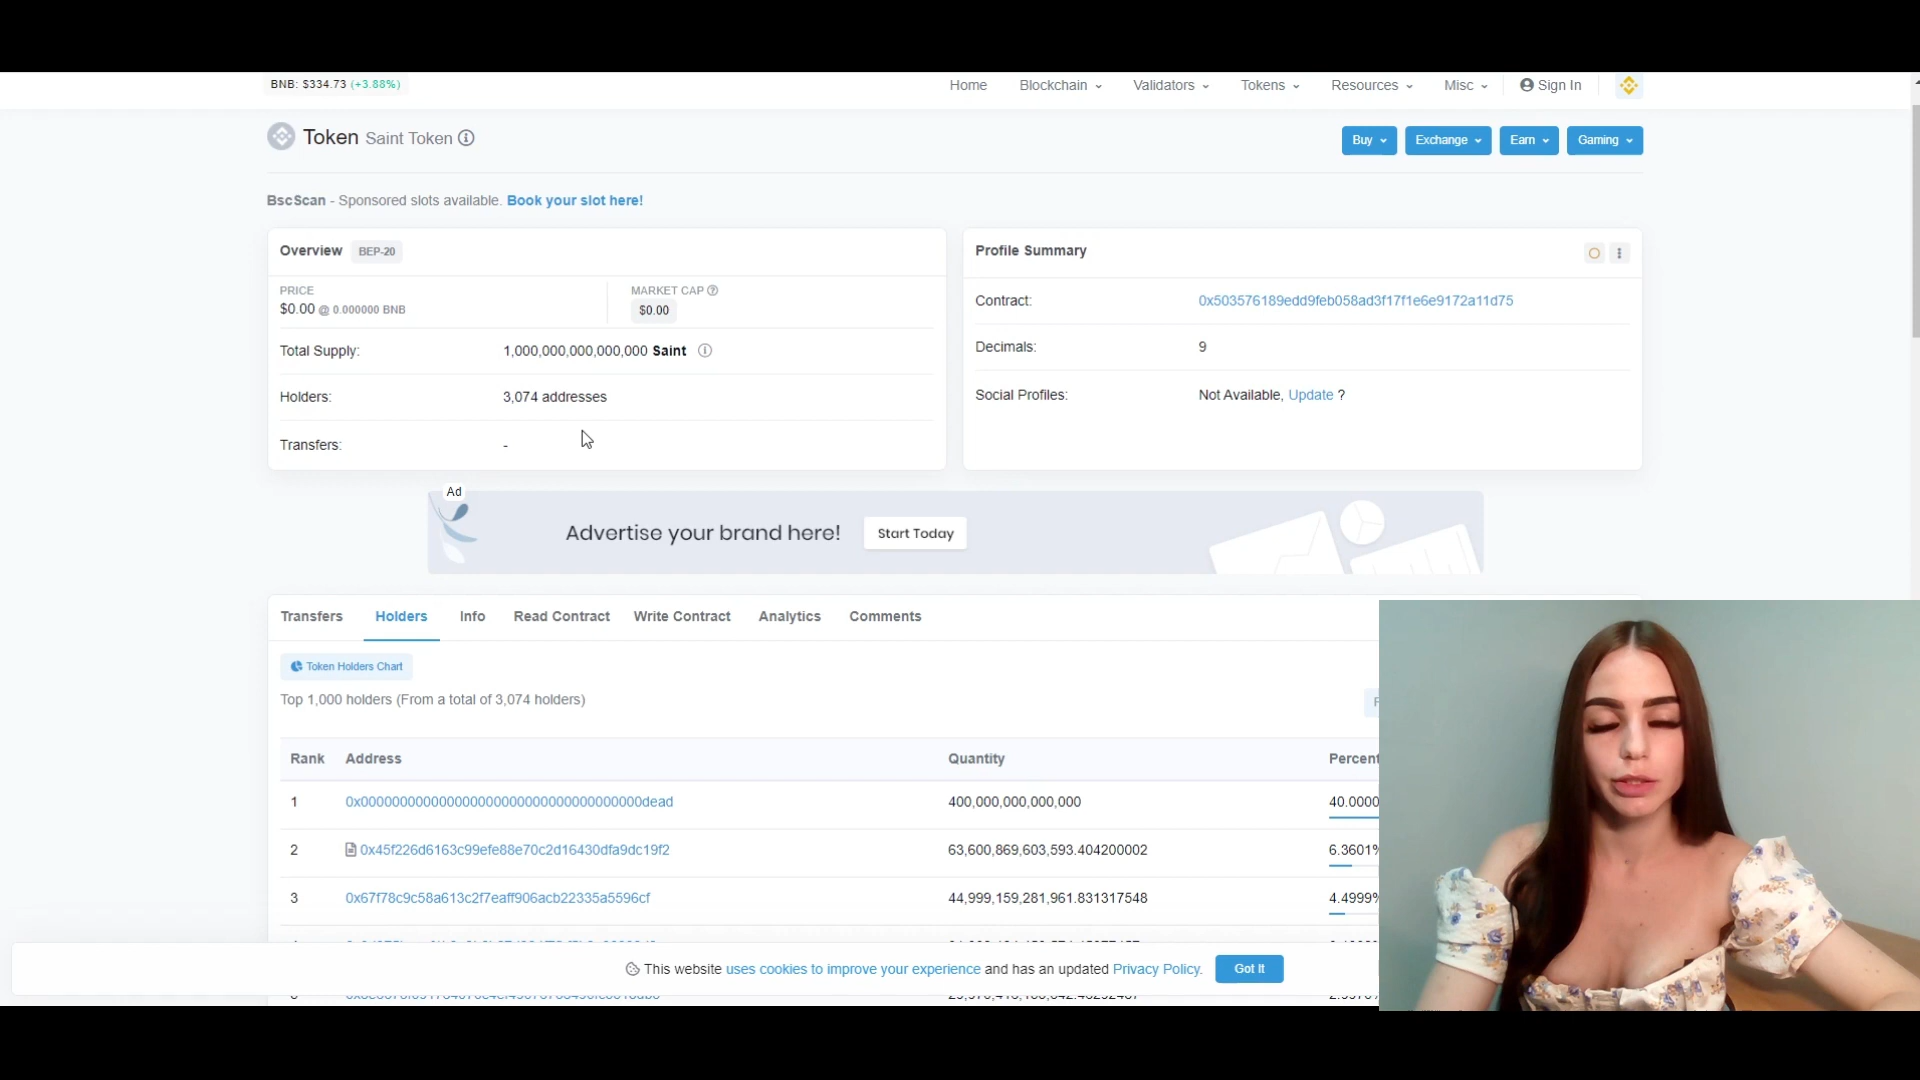 BNB: $334.73 (+3.88%)
Home Blockchain Validators Tokens Resources Misc Sign In
Token Saint Token
Buy Exchange Earn Gaming
BscScan - Sponsored slots available. Book your slot here!
Overview BEP-20
PRICE
$0.00 @ 0.000000 BNB
MARKET CAP
$0.00
Total Supply: 1,000,000,000,000,000 Saint
Holders: 3,074 addresses
Transfers: -
Profile Summary
Contract: 0x503576189edd9feb058ad3f17f1e6e9172a11d75
Decimals: 9
Social Profiles: Not Available, Update ?
Ad
Advertise your brand here! Start Today
Transfers Holders Info Read Contract Write Contract Analytics Comments
Token Holders Chart
Top 1,000 holders (From a total of 3,074 holders)
Rank Address Quantity Percent
1 0x000000000000000000000000000000000000dead 400,000,000,000,000 40.0000
2 0x45f226d6163c99efe88e70c2d16430dfa9dc19f2 63,600,869,603,593.404200002 6.3601%
3 0x67f78c9c58a613c2f7eaff906acb22335a5596cf 44,999,159,281,961.831317548 4.4999%
This website uses cookies to improve your experience and has an updated Privacy Policy. Got It